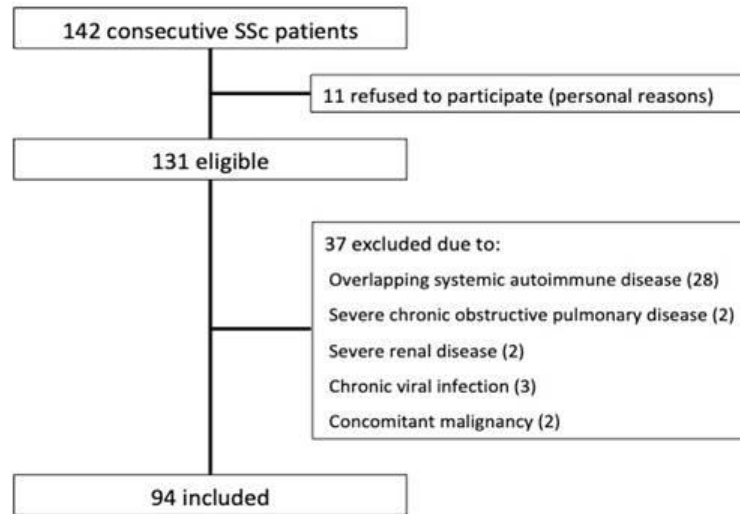 142 consecutive SSc patients
11 refused to participate (personal reasons)
131 eligible
37 excluded due to:
Overlapping systemic autoimmune disease (28)
Severe chronic obstructive pulmonary disease (2)
Severe renal disease (2)
Chronic viral infection (3)
Concomitant malignancy (2)
94 included